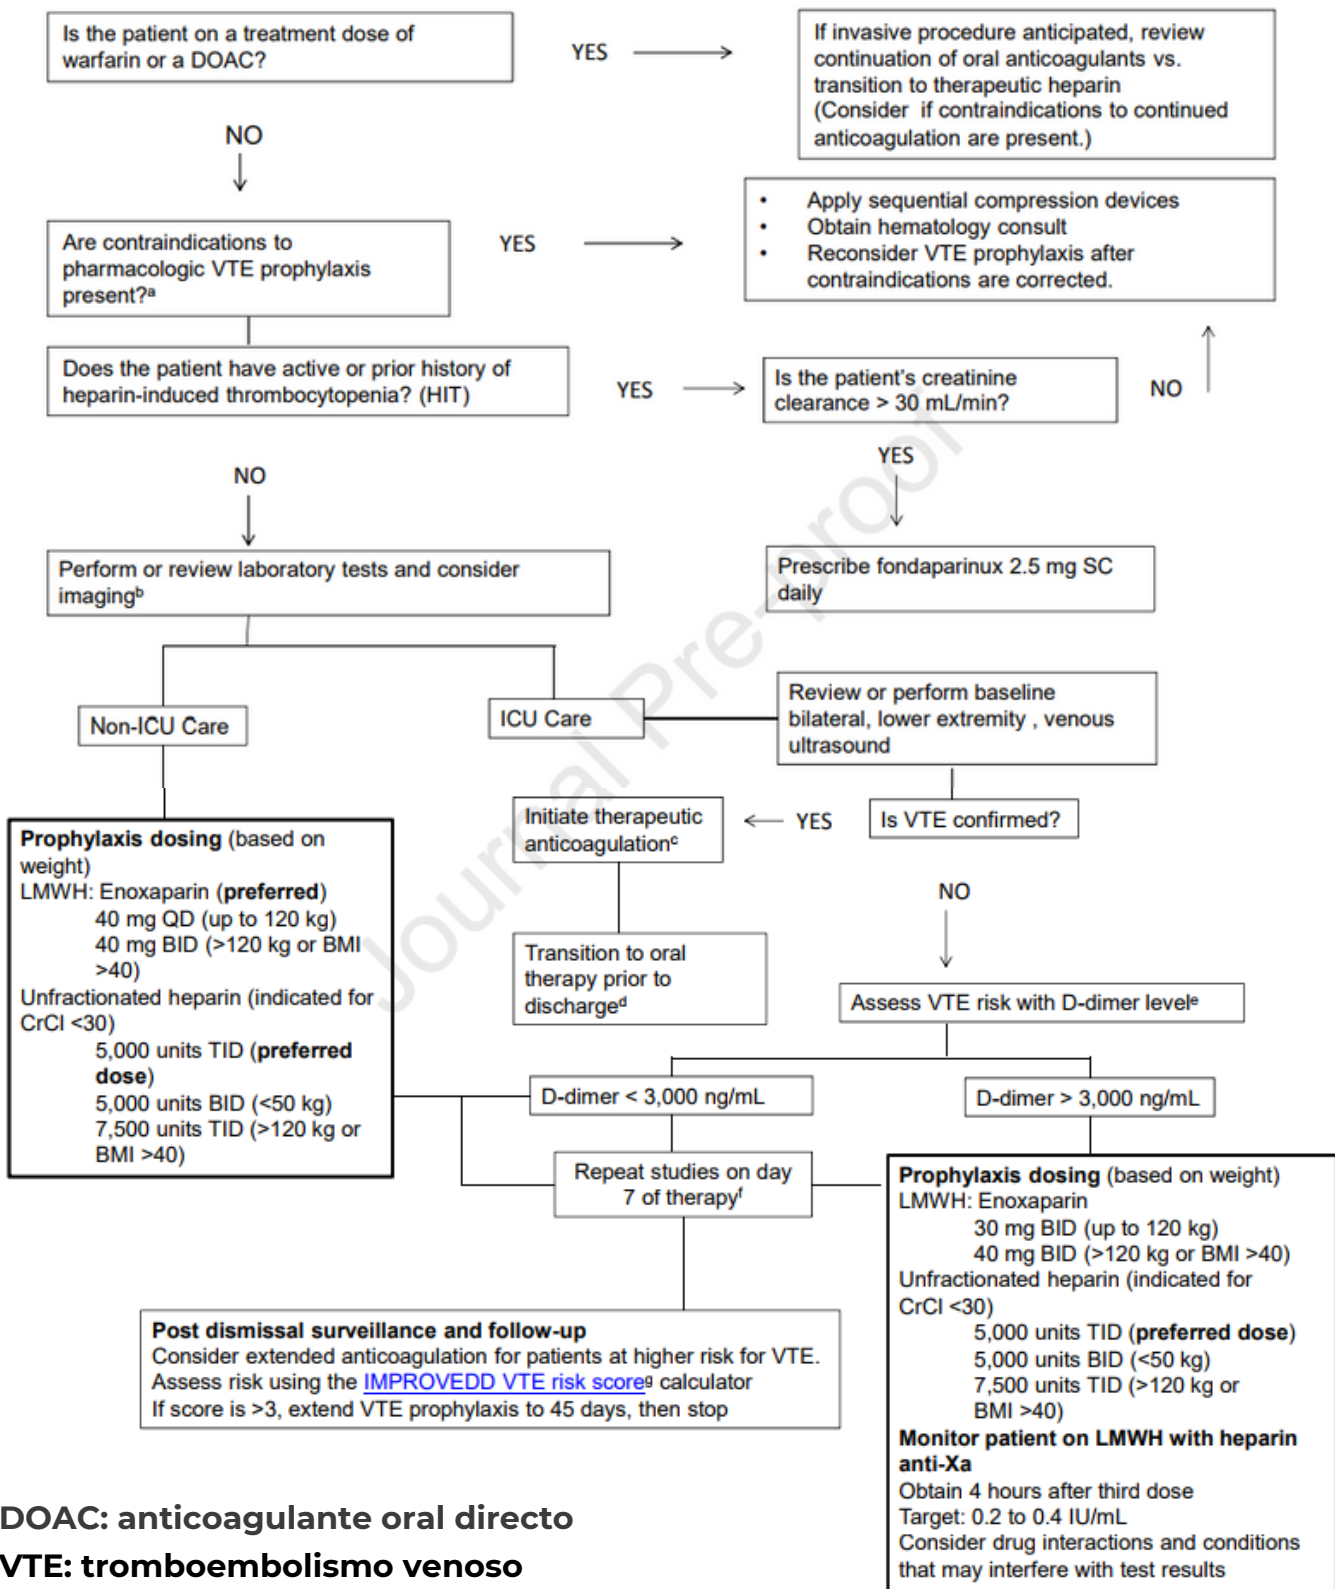 Is the patient on a treatment dose of
warfarin or a DOAC?
YES
If invasive procedure anticipated, review
continuation of oral anticoagulants vs.
transition to therapeutic heparin
(Consider if contraindications to continued
anticoagulation are present.)
NO
Are contraindications to
pharmacologic VTE prophylaxis
present?ᵃ
YES
• Apply sequential compression devices
• Obtain hematology consult
• Reconsider VTE prophylaxis after
contraindications are corrected.
Does the patient have active or prior history of
heparin-induced thrombocytopenia? (HIT)
YES
Is the patient's creatinine
clearance > 30 mL/min?
NO
YES
NO
Prescribe fondaparinux 2.5 mg SC
daily
Perform or review laboratory tests and consider
imagingᵇ
Non-ICU Care
ICU Care
Review or perform baseline
bilateral, lower extremity , venous
ultrasound
Is VTE confirmed?
YES
Initiate therapeutic
anticoagulationᶜ
Transition to oral
therapy prior to
dischargeᵈ
NO
Assess VTE risk with D-dimer levelᵉ
D-dimer < 3,000 ng/mL
D-dimer > 3,000 ng/mL
Prophylaxis dosing (based on
weight)
LMWH: Enoxaparin (preferred)
40 mg QD (up to 120 kg)
40 mg BID (>120 kg or BMI
>40)
Unfractionated heparin (indicated for
CrCl <30)
5,000 units TID (preferred
dose)
5,000 units BID (<50 kg)
7,500 units TID (>120 kg or
BMI >40)
Repeat studies on day
7 of therapyᶠ
Prophylaxis dosing (based on weight)
LMWH: Enoxaparin
30 mg BID (up to 120 kg)
40 mg BID (>120 kg or BMI >40)
Unfractionated heparin (indicated for
CrCl <30)
5,000 units TID (preferred dose)
5,000 units BID (<50 kg)
7,500 units TID (>120 kg or
BMI >40)
Monitor patient on LMWH with heparin
anti-Xa
Obtain 4 hours after third dose
Target: 0.2 to 0.4 IU/mL
Consider drug interactions and conditions
that may interfere with test results
Post dismissal surveillance and follow-up
Consider extended anticoagulation for patients at higher risk for VTE.
Assess risk using the IMPROVEDD VTE risk scoreᵍ calculator
If score is >3, extend VTE prophylaxis to 45 days, then stop
Journal Pre-proof
DOAC: anticoagulante oral directo
VTE: tromboembolismo venoso